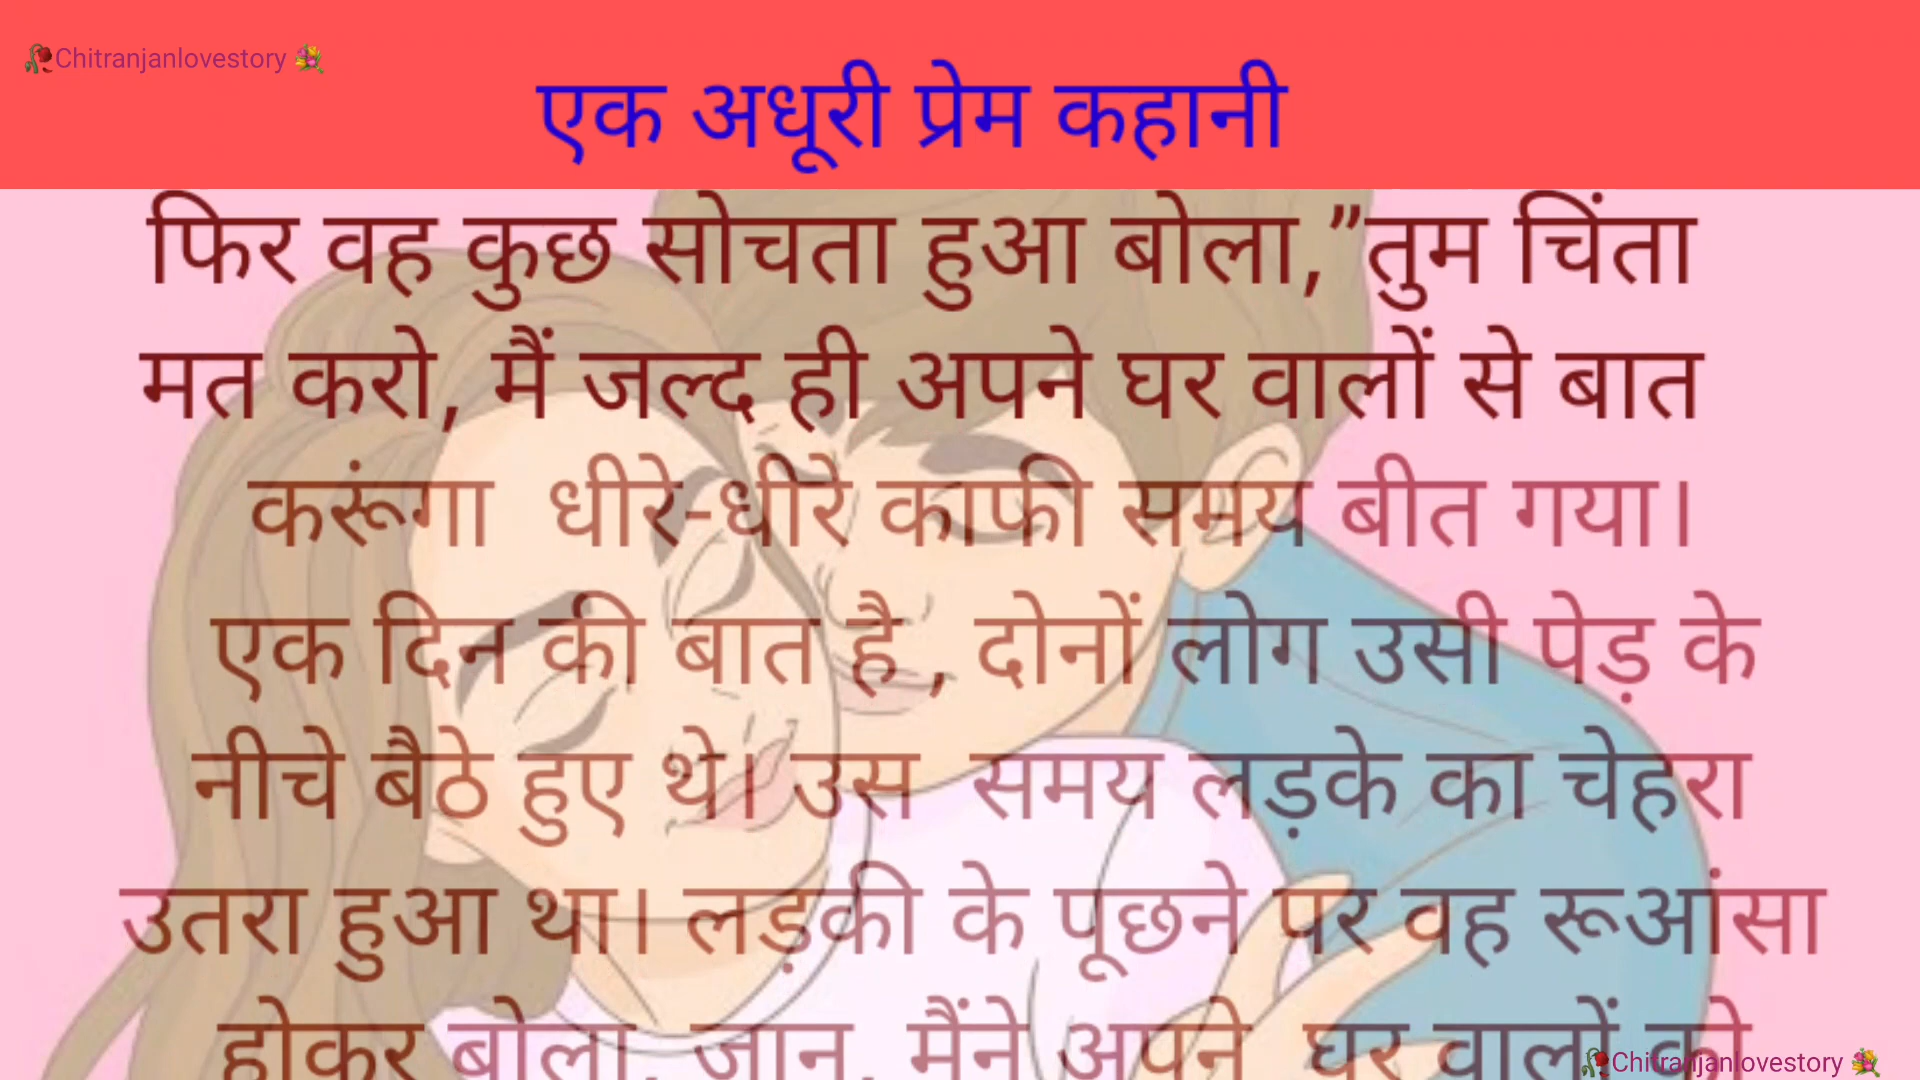 🥀Chitranjanlovestory 💐
एक अधूरी प्रेम कहानी
फिर वह कुछ सोचता हुआ बोला,”तुम चिंता
मत करो, मैं जल्द ही अपने घर वालों से बात
करूंगा धीरे-धीरे काफी समय बीत गया।
एक दिन की बात है , दोनों लोग उसी पेड़ के
नीचे बैठे हुए थे। उस समय लड़के का चेहरा
उतरा हुआ था। लड़की के पूछने पर वह रूआंसा
होकर बोला, जान, मैंने अपने घर वालों को
🥀Chitranjanlovestory 💐